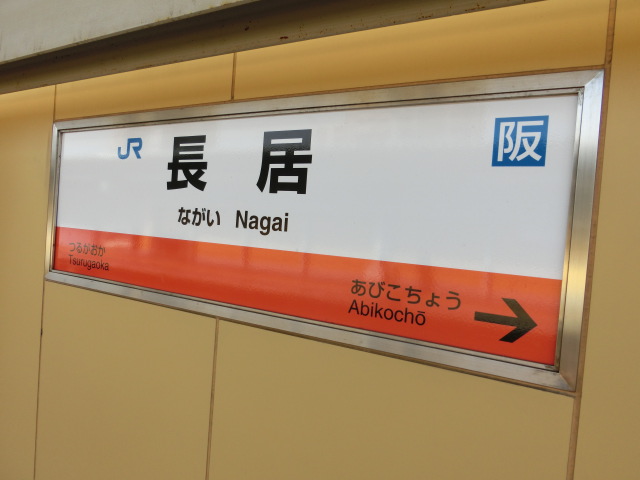 JR 長居 阪
ながい Nagai
つるがおか
Tsurugaoka
あびこちょう
Abikochō